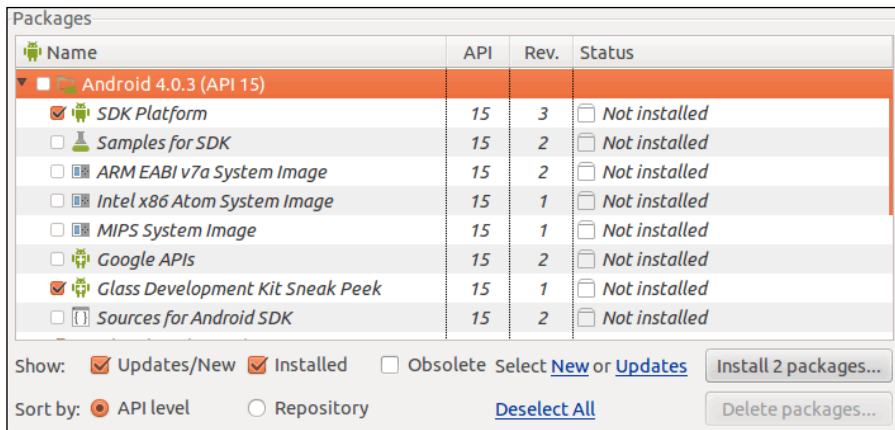 Packages
Name API Rev. Status
Android 4.0.3 (API 15)
SDK Platform 15 3 Not installed
Samples for SDK 15 2 Not installed
ARM EABI v7a System Image 15 2 Not installed
Intel x86 Atom System Image 15 1 Not installed
MIPS System Image 15 1 Not installed
Google APIs 15 2 Not installed
Glass Development Kit Sneak Peek 15 1 Not installed
Sources for Android SDK 15 2 Not installed
Show: Updates/New Installed Obsolete Select New or Updates Install 2 packages...
Sort by: API level Repository Deselect All Delete packages...